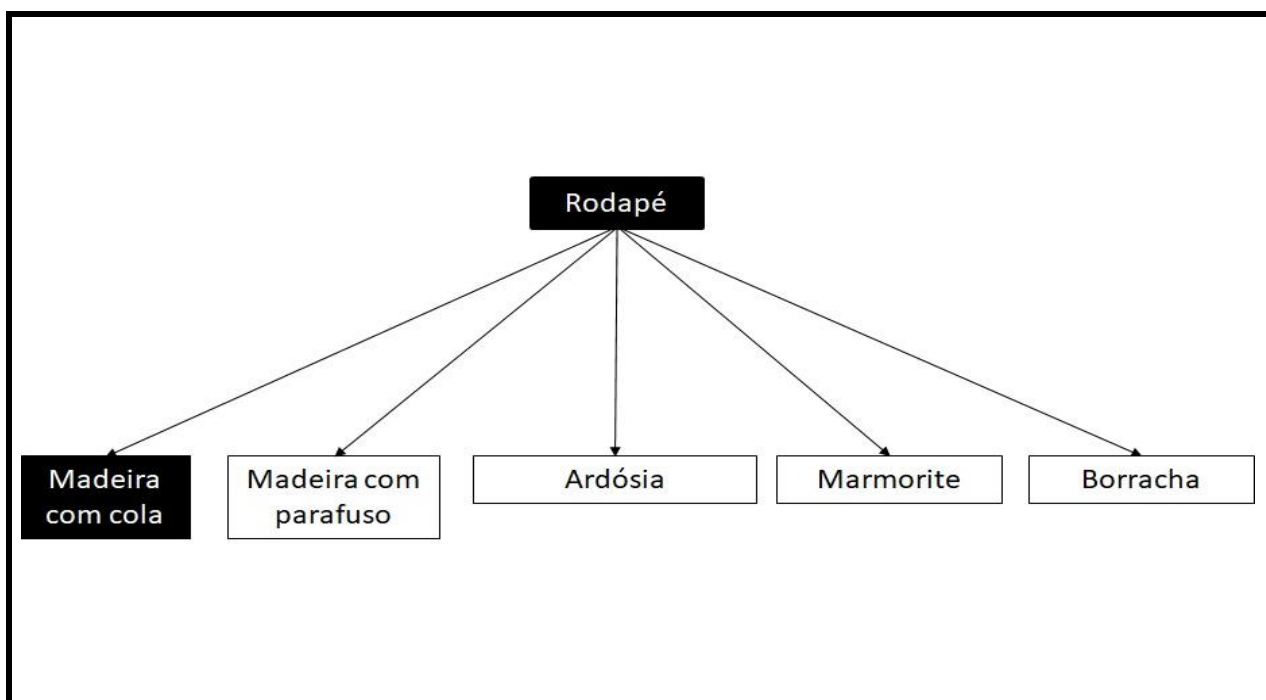 Rodapé
Madeira
com cola
Madeira com
parafuso
Ardósia
Marmorite
Borracha